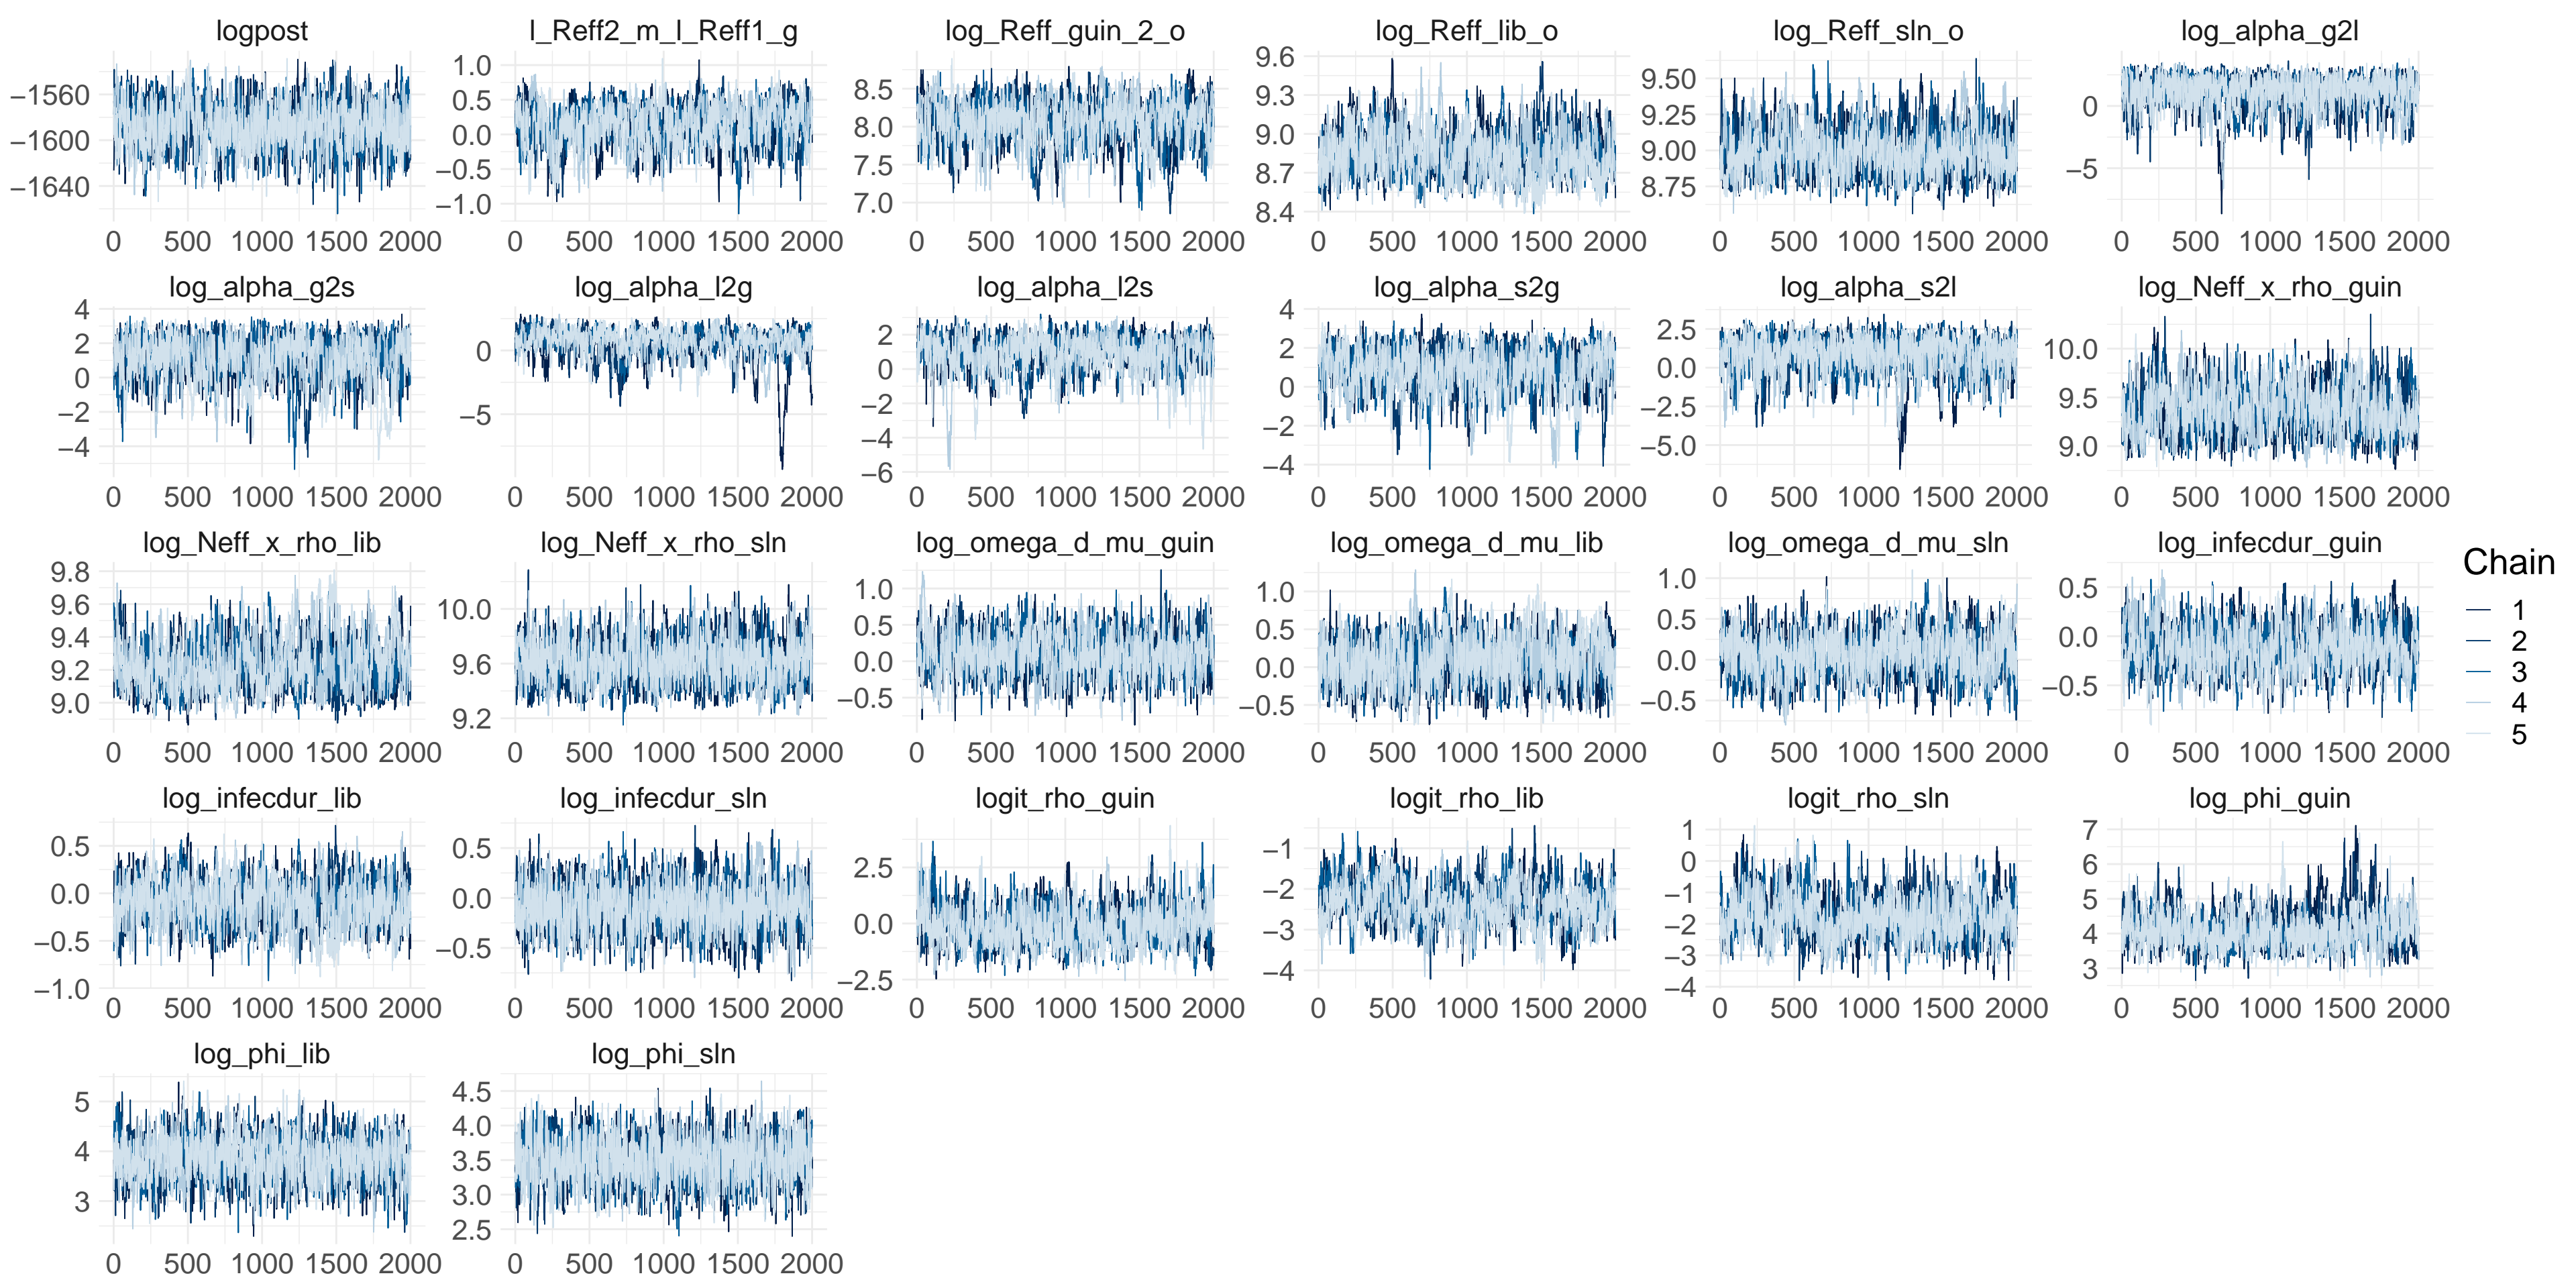 logpost l_Reff2_m_l_Reff1_g log_Reff_guin_2_o log_Reff_lib_o log_Reff_sln_o log_alpha_g2l
−1560 −1600 −1640
1.0 0.5 0.0 −0.5 −1.0
8.5 8.0 7.5 7.0
9.6 9.3 9.0 8.7 8.4
9.50 9.25 9.00 8.75
0 −5
0 500 1000 1500 2000 0 500 1000 1500 2000 0 500 1000 1500 2000 0 500 1000 1500 2000 0 500 1000 1500 2000 0 500 1000 1500 2000
log_alpha_g2s log_alpha_l2g log_alpha_l2s log_alpha_s2g log_alpha_s2l log_Neff_x_rho_guin
4 2 0 −2 −4
0 −5
2 0 −2 −4 −6
4 2 0 −2 −4
2.5 0.0 −2.5 −5.0
10.0 9.5 9.0
0 500 1000 1500 2000 0 500 1000 1500 2000 0 500 1000 1500 2000 0 500 1000 1500 2000 0 500 1000 1500 2000 0 500 1000 1500 2000
log_Neff_x_rho_lib log_Neff_x_rho_sln log_omega_d_mu_guin log_omega_d_mu_lib log_omega_d_mu_sln log_infecdur_guin
9.8 9.6 9.4 9.2 9.0
10.0 9.6 9.2
1.0 0.5 0.0 −0.5
1.0 0.5 0.0 −0.5
1.0 0.5 0.0 −0.5
0.5 0.0 −0.5
0 500 1000 1500 2000 0 500 1000 1500 2000 0 500 1000 1500 2000 0 500 1000 1500 2000 0 500 1000 1500 2000 0 500 1000 1500 2000
log_infecdur_lib log_infecdur_sln logit_rho_guin logit_rho_lib logit_rho_sln log_phi_guin
0.5 0.0 −0.5 −1.0
0.5 0.0 −0.5
2.5 0.0 −2.5
−1 −2 −3 −4
1 0 −1 −2 −3 −4
7 6 5 4 3
0 500 1000 1500 2000 0 500 1000 1500 2000 0 500 1000 1500 2000 0 500 1000 1500 2000 0 500 1000 1500 2000 0 500 1000 1500 2000
log_phi_lib log_phi_sln
5 4 3
4.5 4.0 3.5 3.0 2.5
0 500 1000 1500 2000 0 500 1000 1500 2000
Chain
1
2
3
4
5